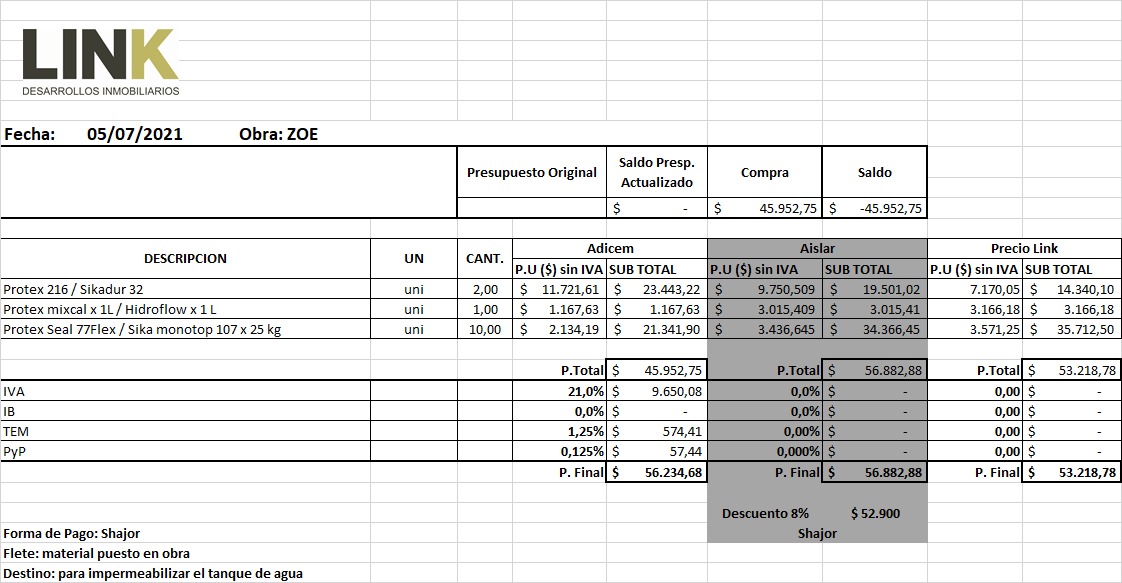 LINK
DESARROLLOS INMOBILIARIOS
Fecha: 05/07/2021 Obra: ZOE
Presupuesto Original Saldo Presp. Actualizado Compra Saldo
$ - $ 45.952,75 $ -45.952,75
DESCRIPCION UN CANT. Adicem Aislar Precio Link
P.U ($) sin IVA SUB TOTAL P.U ($) sin IVA SUB TOTAL P.U ($) sin IVA SUB TOTAL
Protex 216 / Sikadur 32 uni 2,00 $ 11.721,61 $ 23.443,22 $ 9.750,509 $ 19.501,02 7.170,05 $ 14.340,10
Protex mixcal x 1L / Hidroflow x 1 L uni 1,00 $ 1.167,63 $ 1.167,63 $ 3.015,409 $ 3.015,41 3.166,18 $ 3.166,18
Protex Seal 77Flex / Sika monotop 107 x 25 kg uni 10,00 $ 2.134,19 $ 21.341,90 $ 3.436,645 $ 34.366,45 3.571,25 $ 35.712,50
P.Total $ 45.952,75 P.Total $ 56.882,88 P.Total $ 53.218,78
IVA 21,0% $ 9.650,08 0,0% $ - 0,00 $ -
IB 0,0% $ - 0,0% $ - 0,00 $ -
TEM 1,25% $ 574,41 0,00% $ - 0,00 $ -
PyP 0,125% $ 57,44 0,000% $ - 0,00 $ -
P. Final $ 56.234,68 P. Final $ 56.882,88 P. Final $ 53.218,78
Descuento 8% $ 52.900
Forma de Pago: Shajor Shajor
Flete: material puesto en obra
Destino: para impermeabilizar el tanque de agua